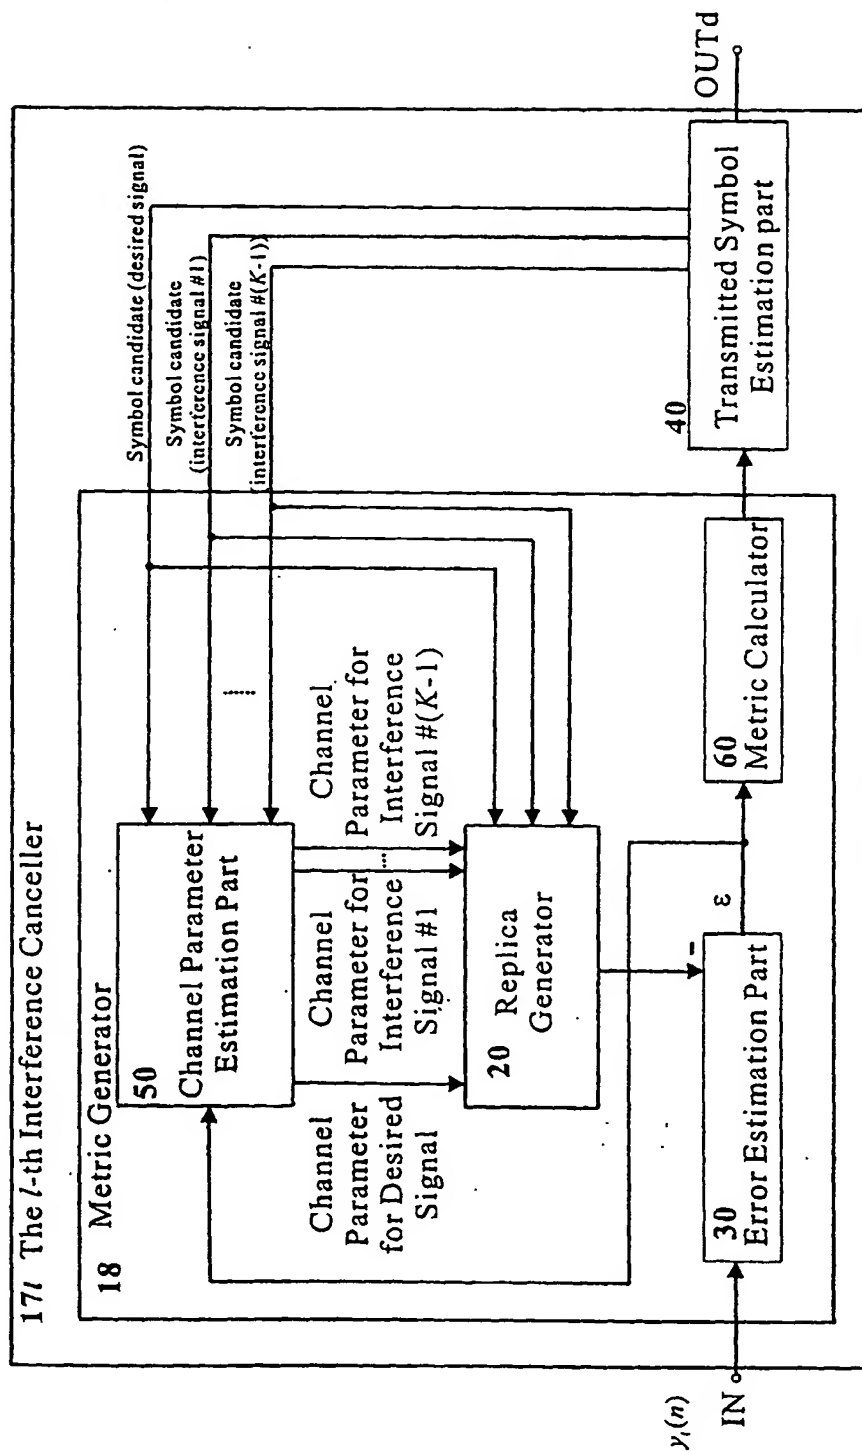 17l The l-th Interference Canceller
18 Metric Generator
50
Channel Parameter
Estimation Part
Symbol candidate (desired signal)
Symbol candidate
(interference signal #1)
Symbol candidate
(interference signal #(K-1))
Channel
Parameter
for Desired
Signal
Channel
Parameter for
Interference
Signal #1
Channel
Parameter for
Interference
Signal #(K-1)
20 Replica
Generator
30
Error Estimation Part
ε
-
60
Metric Calculator
40
Transmitted Symbol
Estimation part
yl(n)
IN
OUTd